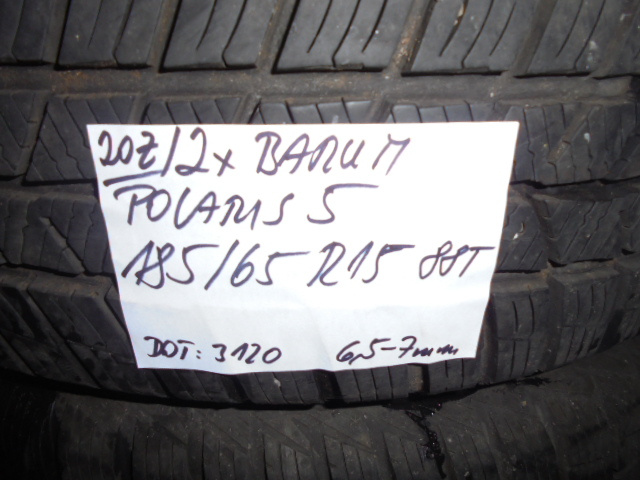 20Z/2x BARUM
POLARIS 5
185/65 R15 88T
DOT: 3120 6,5-7mm